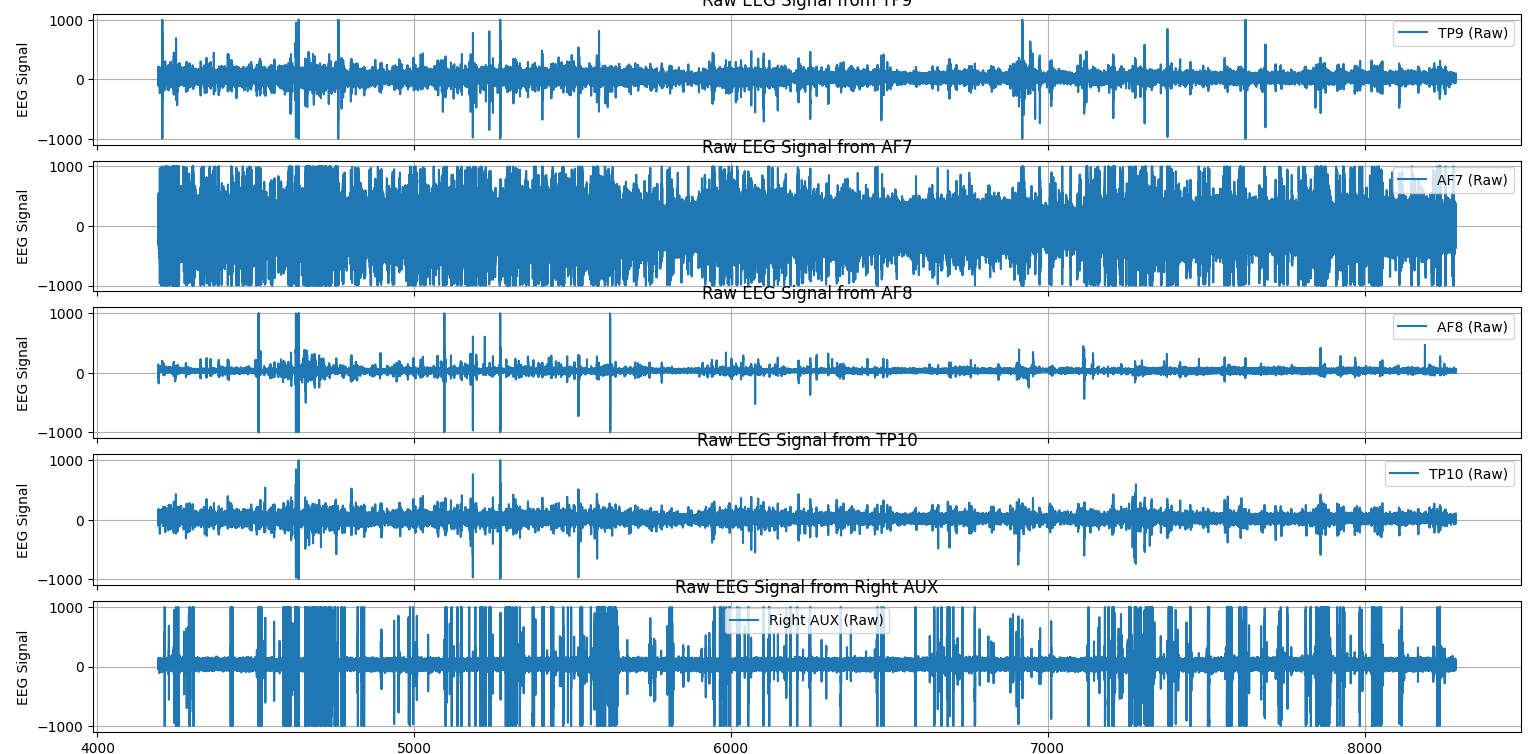 Raw EEG Signal from TP9
1000
0
−1000
EEG Signal
TP9 (Raw)
Raw EEG Signal from AF7
1000
0
−1000
EEG Signal
AF7 (Raw)
Raw EEG Signal from AF8
1000
0
−1000
EEG Signal
AF8 (Raw)
Raw EEG Signal from TP10
1000
0
−1000
EEG Signal
TP10 (Raw)
Raw EEG Signal from Right AUX
1000
0
−1000
EEG Signal
Right AUX (Raw)
4000 5000 6000 7000 8000